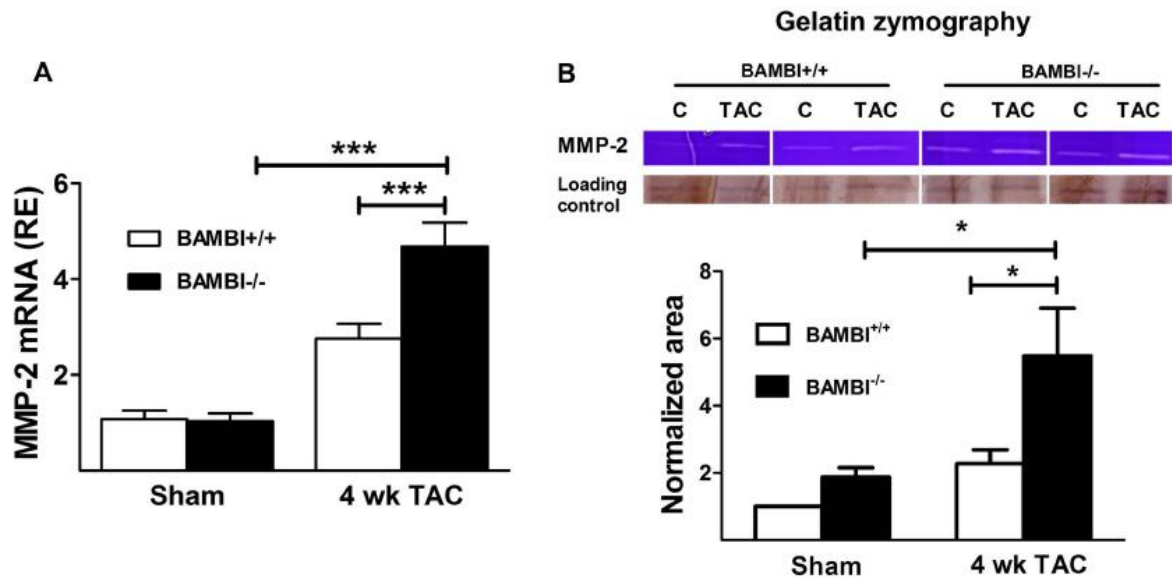 Gelatin zymography
A
MMP-2 mRNA (RE)
6
4
2
BAMBI+/+
BAMBI-/-
***
***
Sham 4 wk TAC
B
BAMBI+/+ BAMBI-/-
C TAC C TAC C TAC C TAC
MMP-2
Loading
control
Normalized area
8
6
4
2
BAMBI+/+
BAMBI-/-
*
*
Sham 4 wk TAC